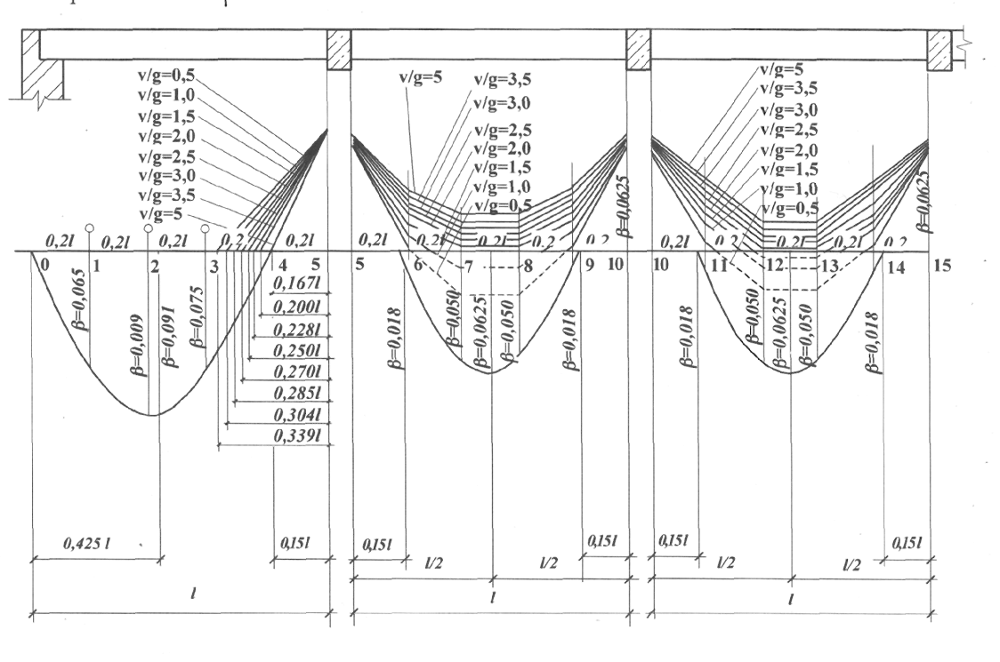 v/g=0,5
v/g=1,0
v/g=1,5
v/g=2,0
v/g=2,5
v/g=3,0
v/g=3,5
v/g=5
v/g=5
v/g=3,5
v/g=3,0
v/g=2,5
v/g=2,0
v/g=1,5
v/g=1,0
v/g=0,5
v/g=5
v/g=3,5
v/g=3,0
v/g=2,5
v/g=2,0
v/g=1,5
v/g=1,0
v/g=0,5
β=0,0625
β=0,0625
0,2l 0,2l 0,2l 0,2 0,2l 0,2l 0,2l 0,2l 0,2 0,2 0,2l 0,2 0,2l 0,2l 0,2
0 1 2 3 4 5 5 6 7 8 9 10 10 11 12 13 14 15
β=0,065
β=0,009
β=0,091
β=0,075
0,167l
0,200l
0,228l
0,250l
0,270l
0,285l
0,304l
0,339l
β=0,018
β=0,050
β=0,0625
β=0,050
β=0,018
β=0,018
β=0,050
β=0,0625
β=0,050
β=0,018
0,425 l 0,15l 0,15l 0,15l 0,15l 0,15l
l/2 l/2 l/2 l/2
l l l